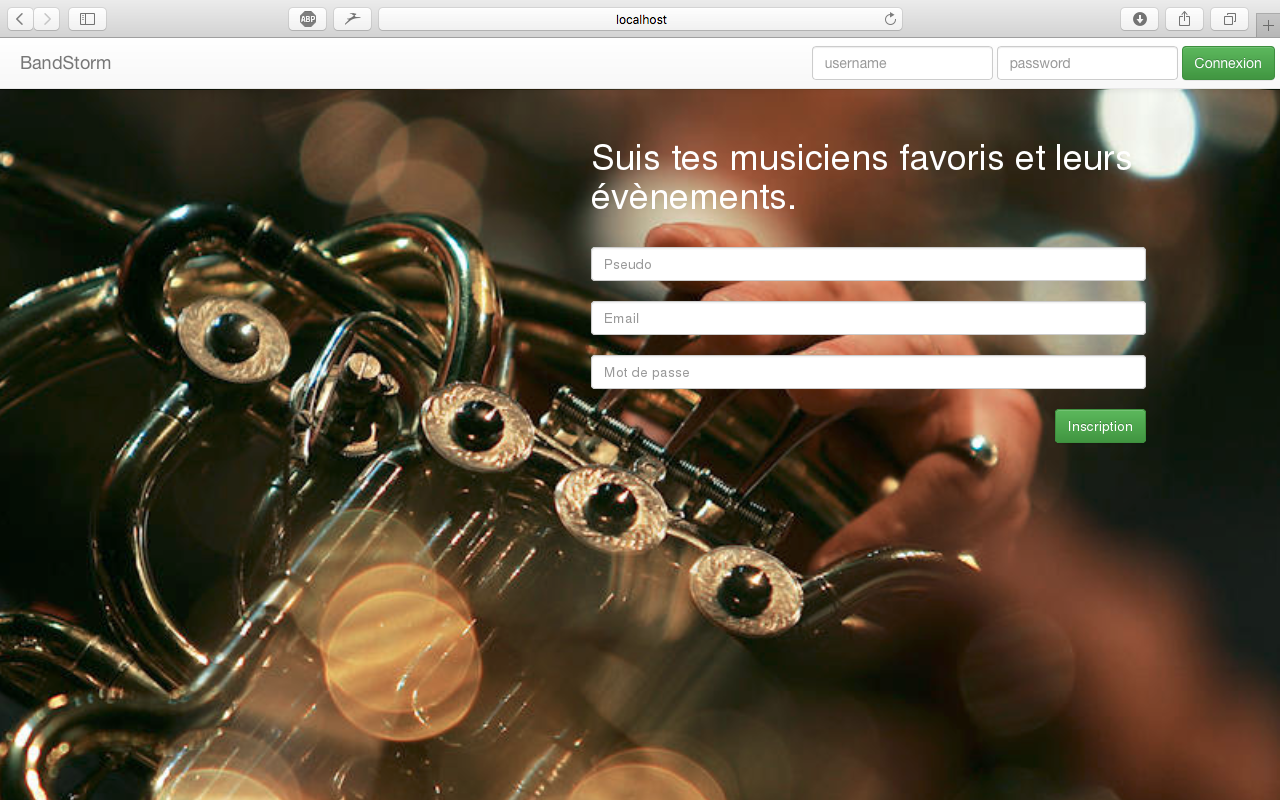 ABP
localhost
BandStorm
username
password
Connexion
Suis tes musiciens favoris et leurs
évènements.
Pseudo
Email
Mot de passe
Inscription